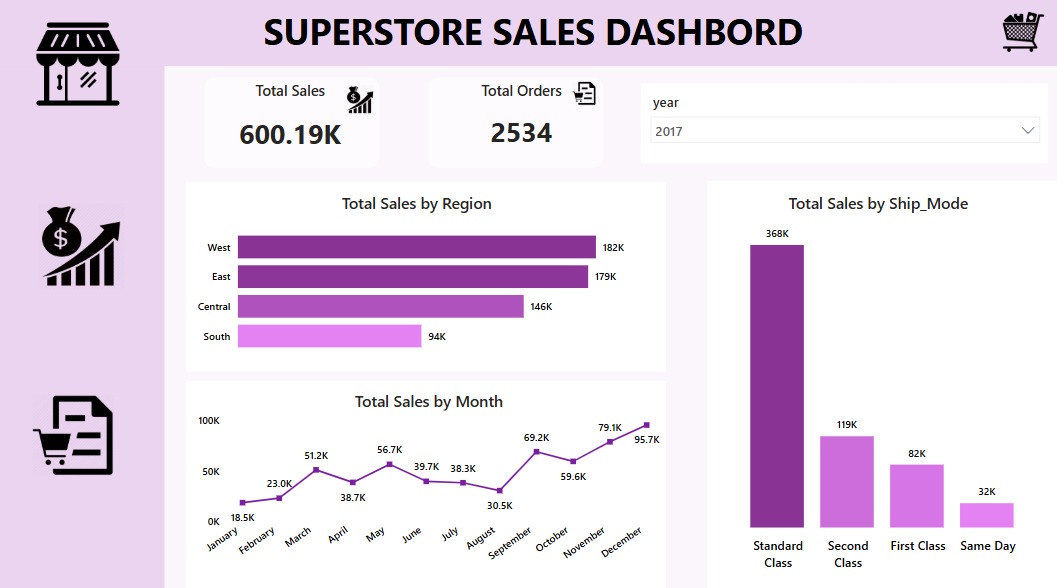 SUPERSTORE SALES DASHBORD
Total Sales
600.19K
Total Orders
2534
year
2017
Total Sales by Region
West 182K
East 179K
Central 146K
South 94K
Total Sales by Month
100K
50K
0K
18.5K
23.0K
51.2K
38.7K
56.7K
39.7K
38.3K
30.5K
69.2K
59.6K
79.1K
95.7K
January
February
March
April
May
June
July
August
September
October
November
December
Total Sales by Ship_Mode
368K
119K
82K
32K
Standard
Class
Second
Class
First Class
Same Day